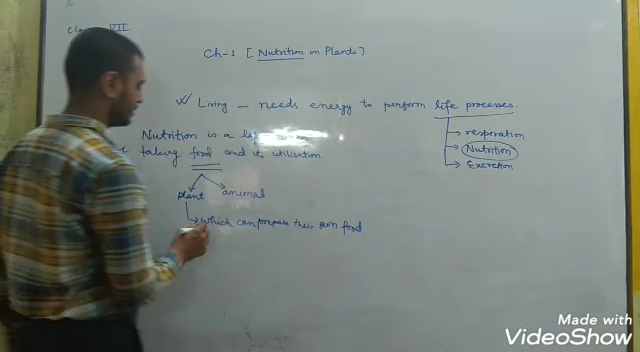 VII
Ch-1 [ Nutrition in Plants ]
Living - needs energy to perform life processes.
respiration
Nutrition
Excretion
Nutrition is a
taking food and its utilisation.
plant animal
which can prepare their own food
Made with
VideoShow